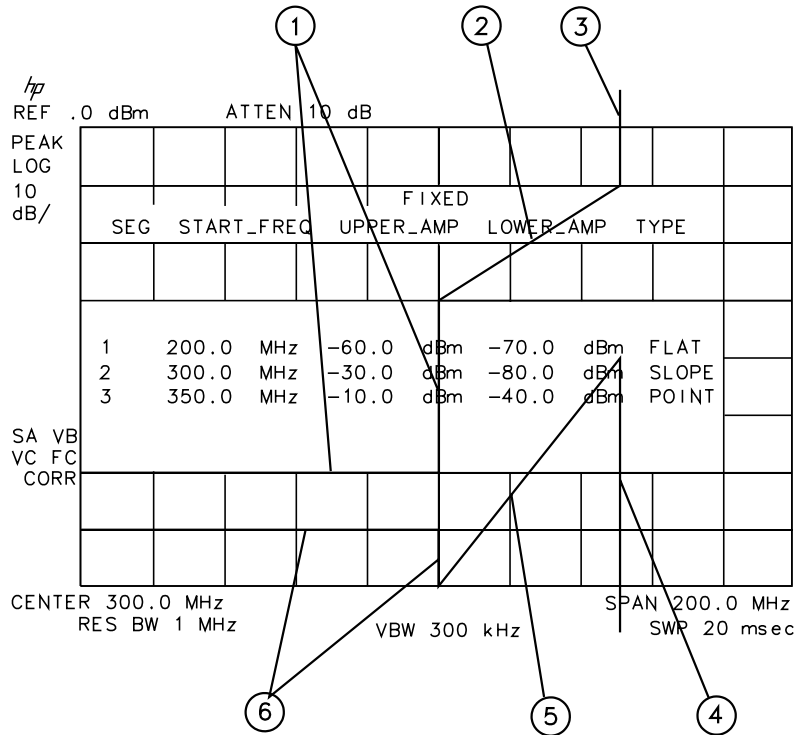 1 2 3
hp
REF .0 dBm ATTEN 10 dB
PEAK
LOG
10
dB/
FIXED
SEG START_FREQ UPPER_AMP LOWER_AMP TYPE
1 200.0 MHz -60.0 dBm -70.0 dBm FLAT
2 300.0 MHz -30.0 dBm -80.0 dBm SLOPE
3 350.0 MHz -10.0 dBm -40.0 dBm POINT
SA VB
VC FC
CORR
CENTER 300.0 MHz SPAN 200.0 MHz
RES BW 1 MHz VBW 300 kHz SWP 20 msec
6 5 4